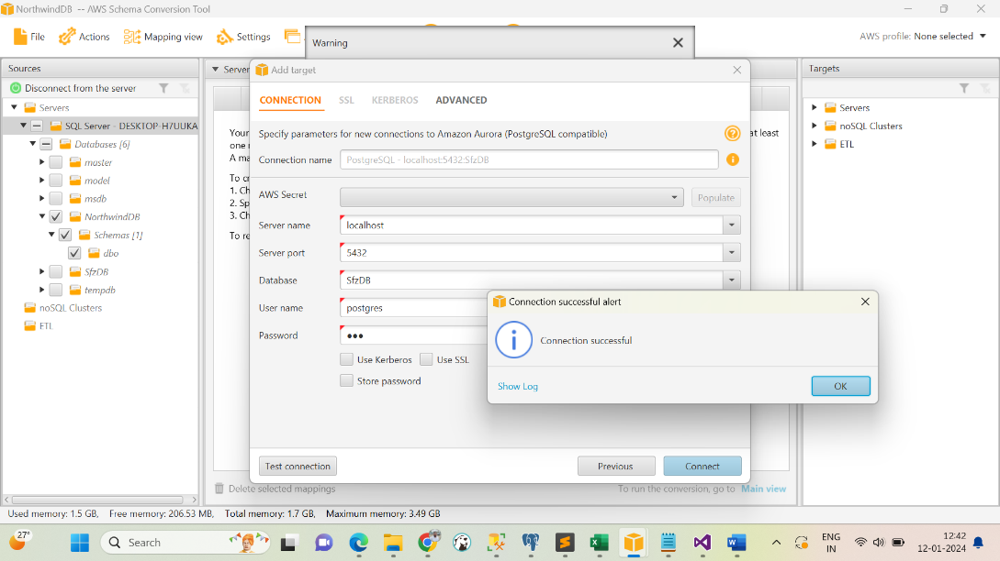 NorthwindDB -- AWS Schema Conversion Tool
File
Actions
Mapping view
Settings
AWS profile: None selected
Warning
Sources
Disconnect from the server
Servers
SQL Server - DESKTOP-H7UUKA
Databases [6]
master
model
msdb
NorthwindDB
Schemas [1]
dbo
SfzDB
tempdb
noSQL Clusters
ETL
Server
Your
at least
one
A ma
To
1. Ch
2. Sp
3. Ch
To re
Add target
CONNECTION
SSL
KERBEROS
ADVANCED
Specify parameters for new connections to Amazon Aurora (PostgreSQL compatible)
Connection name
PostgreSQL - localhost:5432:SfzDB
AWS Secret
Populate
Server name
localhost
Server port
5432
Database
SfzDB
User name
postgres
Password
Use Kerberos
Use SSL
Store password
Test connection
Previous
Connect
Connection successful alert
Connection successful
Show Log
OK
Targets
Servers
noSQL Clusters
ETL
Delete selected mappings
To run the conversion, go to Main view
Used memory: 1.5 GB, Free memory: 206.53 MB, Total memory: 1.7 GB, Maximum memory: 3.49 GB
27°
Search
ENG
IN
12:42
12-01-2024